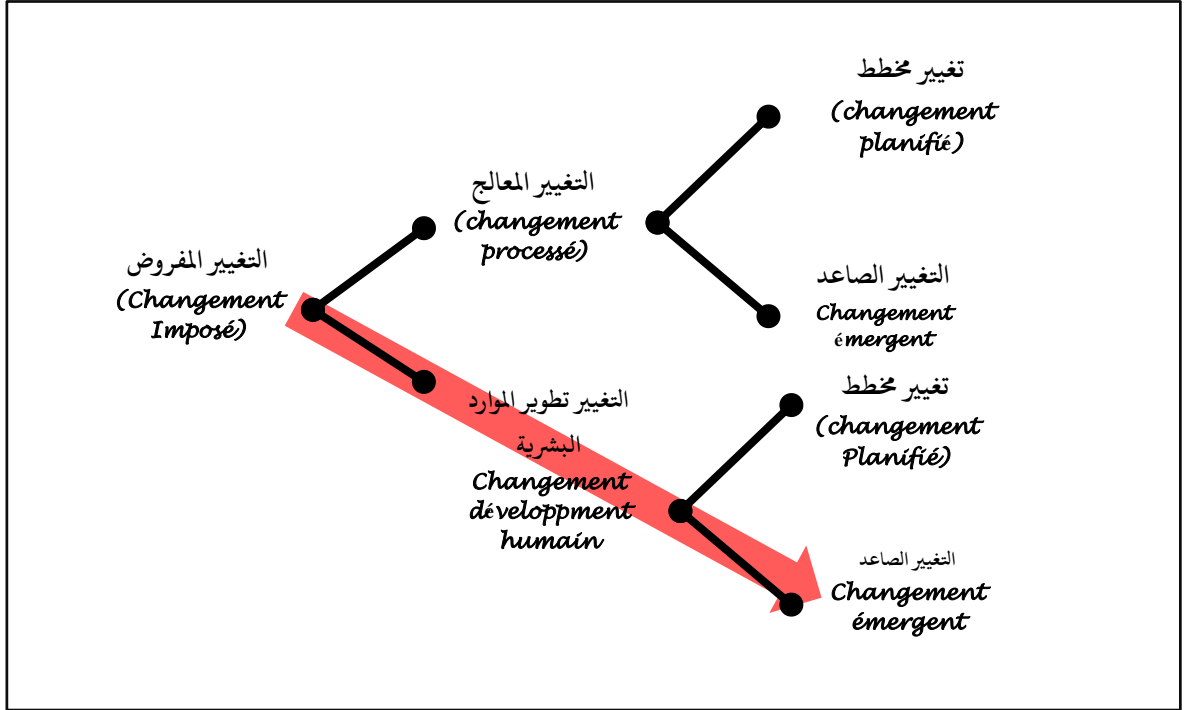 تغيير مخطط
(changement
planifié)
التغيير المعالج
(changement
processé)
التغيير المفروض
(Changement
Imposé)
التغيير الصاعد
Changement
émergent
التغيير تطوير الموارد
البشرية
Changement
développment
humain
تغيير مخطط
(changement
Planifié)
التغيير الصاعد
Changement
émergent